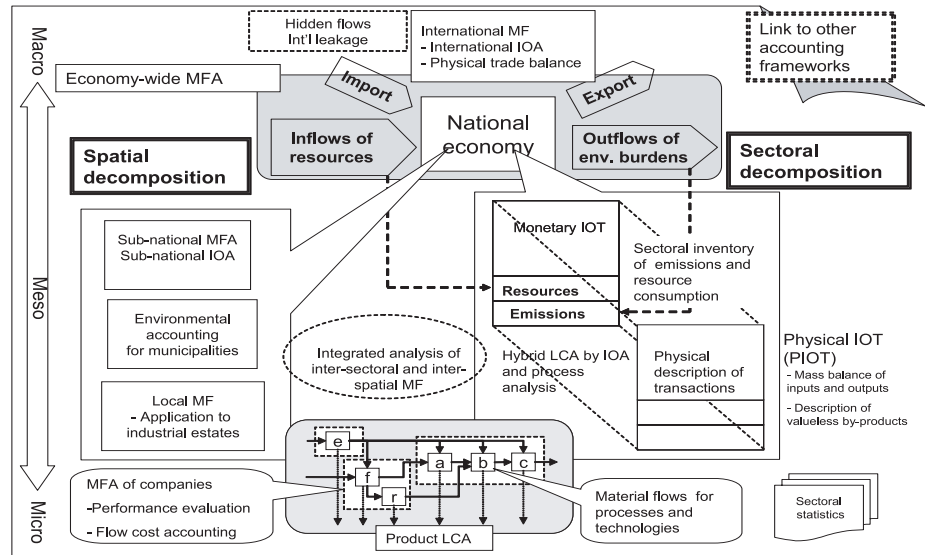 Macro
Meso
Micro
Hidden flows
Int'l leakage
International MF
- International IOA
- Physical trade balance
Link to other
accounting
frameworks
Economy-wide MFA
Import
Export
Inflows of
resources
National
economy
Outflows of
env. burdens
Spatial
decomposition
Sectoral
decomposition
Sub-national MFA
Sub-national IOA
Environmental
accounting
for municipalities
Local MF
- Application to
industrial estates
Monetary IOT
Resources
Emissions
Sectoral inventory
of emissions and
resource
consumption
Integrated analysis of
inter-sectoral and inter-
spatial MF
Hybrid LCA by IOA
and process
analysis
Physical
description of
transactions
Physical IOT
(PIOT)
- Mass balance of
inputs and outputs
- Description of
valueless by-products
e
f
r
a
b
c
MFA of companies
-Performance evaluation
- Flow cost accounting
Product LCA
Material flows for
processes and
technologies
Sectoral
statistics